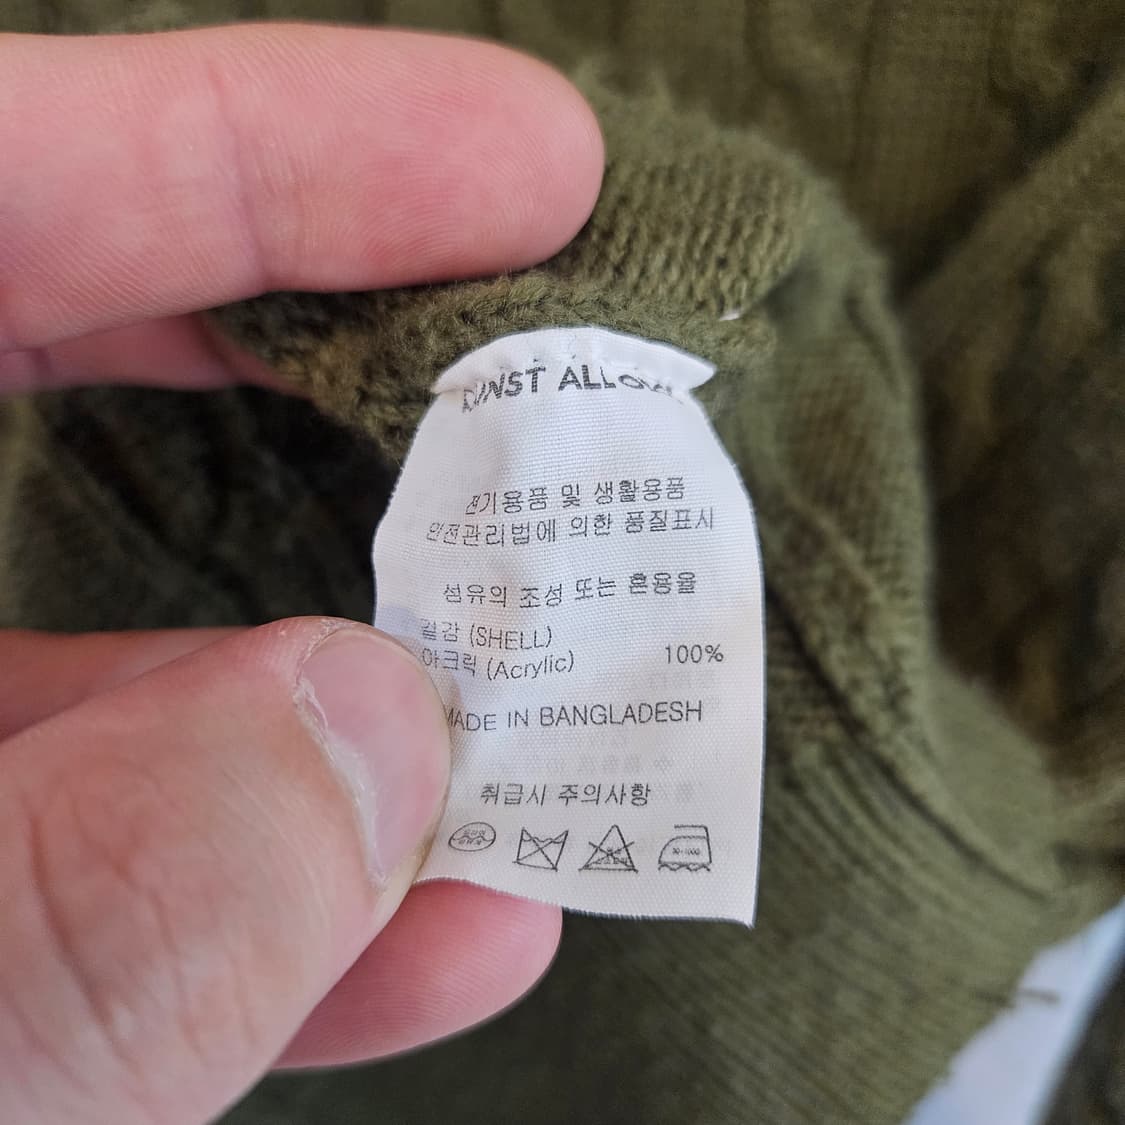 KUNST ALLOW
전기용품 및 생활용품
안전관리법에 의한 품질표시
섬유의 조성 또는 혼용율
겉감 (SHELL)
아크릭 (Acrylic) 100%
MADE IN BANGLADESH
취급시 주의사항